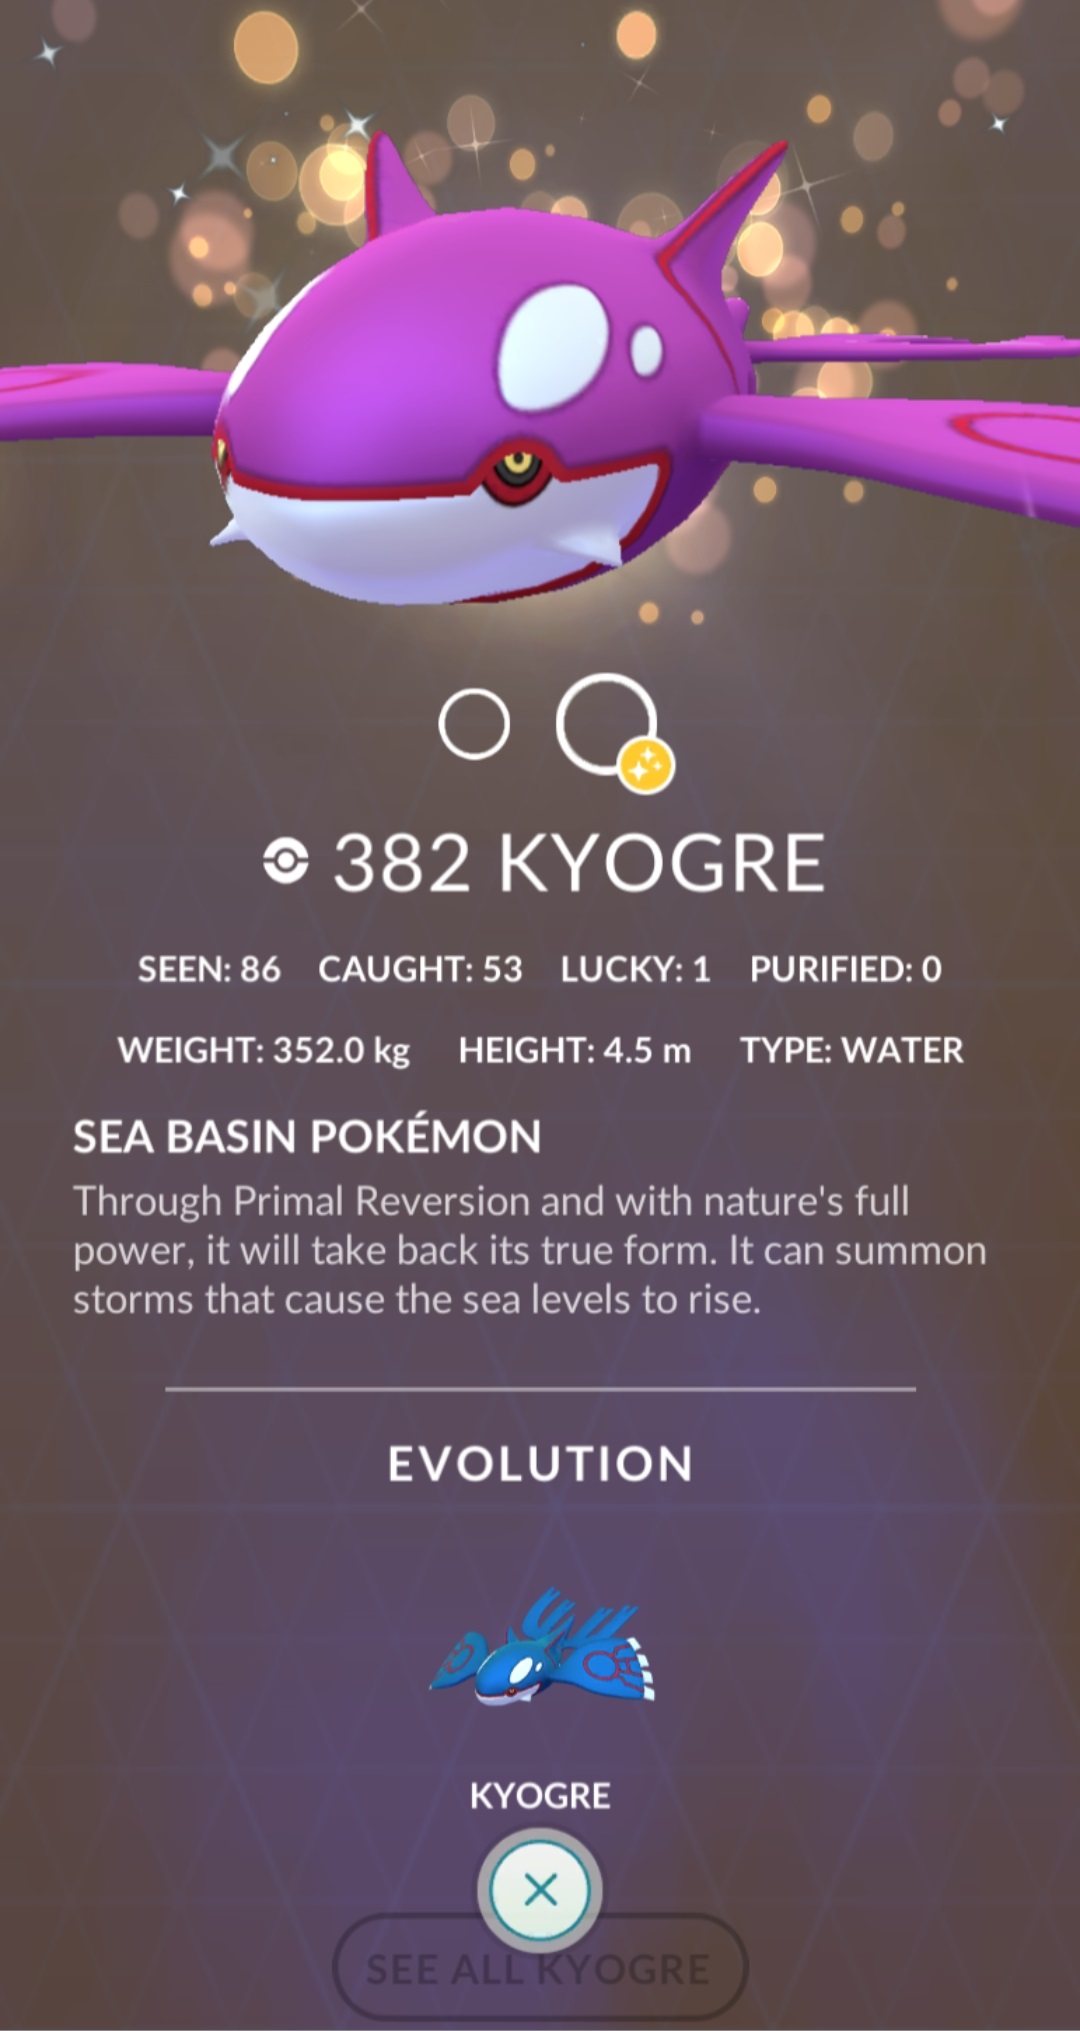 382 KYOGRE
SEEN: 86 CAUGHT: 53 LUCKY: 1 PURIFIED: 0
WEIGHT: 352.0 kg HEIGHT: 4.5 m TYPE: WATER
SEA BASIN POKÉMON
Through Primal Reversion and with nature's full
power, it will take back its true form. It can summon
storms that cause the sea levels to rise.
EVOLUTION
KYOGRE
SEE ALL KYOGRE